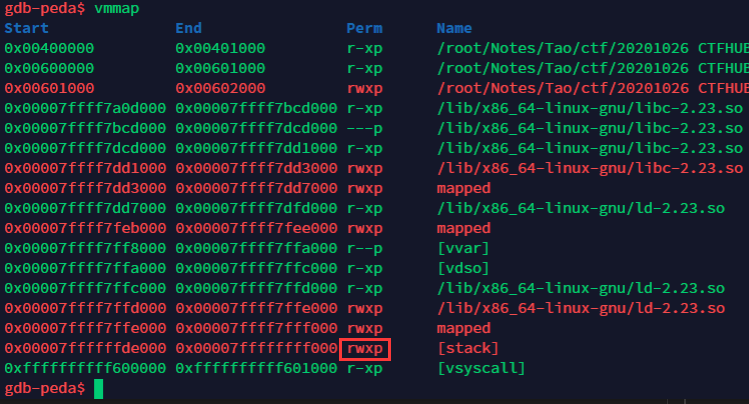 gdb-peda$ vmmap
Start End Perm Name
0x00400000 0x00401000 r-xp /root/Notes/Tao/ctf/20201026 CTFHUB
0x00600000 0x00601000 r-xp /root/Notes/Tao/ctf/20201026 CTFHUB
0x00601000 0x00602000 rwxp /root/Notes/Tao/ctf/20201026 CTFHUB
0x00007ffff7a0d000 0x00007ffff7bcd000 r-xp /lib/x86_64-linux-gnu/libc-2.23.so
0x00007ffff7bcd000 0x00007ffff7dcd000 ---p /lib/x86_64-linux-gnu/libc-2.23.so
0x00007ffff7dcd000 0x00007ffff7dd1000 r-xp /lib/x86_64-linux-gnu/libc-2.23.so
0x00007ffff7dd1000 0x00007ffff7dd3000 rwxp /lib/x86_64-linux-gnu/libc-2.23.so
0x00007ffff7dd3000 0x00007ffff7dd7000 rwxp mapped
0x00007ffff7dd7000 0x00007ffff7dfd000 r-xp /lib/x86_64-linux-gnu/ld-2.23.so
0x00007ffff7feb000 0x00007ffff7fee000 rwxp mapped
0x00007ffff7ff8000 0x00007ffff7ffa000 r--p [vvar]
0x00007ffff7ffa000 0x00007ffff7ffc000 r-xp [vdso]
0x00007ffff7ffc000 0x00007ffff7ffd000 r-xp /lib/x86_64-linux-gnu/ld-2.23.so
0x00007ffff7ffd000 0x00007ffff7ffe000 rwxp /lib/x86_64-linux-gnu/ld-2.23.so
0x00007ffff7ffe000 0x00007ffff7fff000 rwxp mapped
0x00007ffffffde000 0x00007ffffffff000 rwxp [stack]
0xffffffffff600000 0xffffffffff601000 r-xp [vsyscall]
gdb-peda$